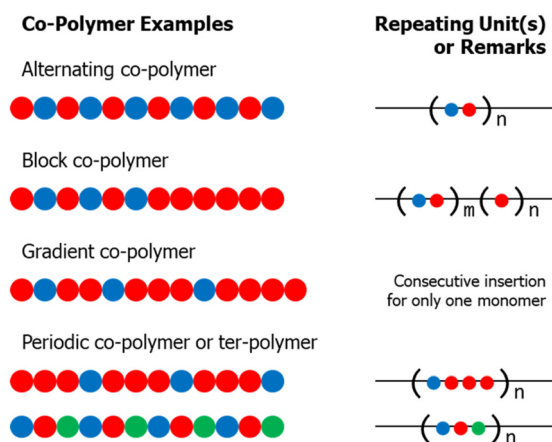 Co-Polymer Examples
Repeating Unit(s)
or Remarks
Alternating co-polymer
( )n
Block co-polymer
( )m( )n
Gradient co-polymer
Consecutive insertion
for only one monomer
Periodic co-polymer or ter-polymer
( )n
( )n